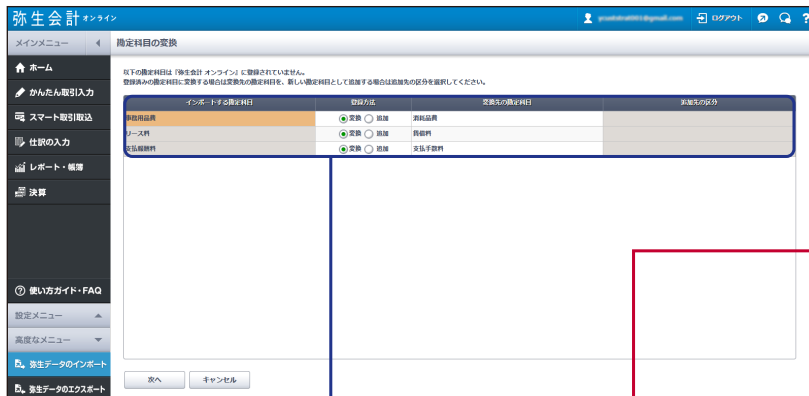 弥生会計 オンライン
ログアウト
メインメニュー
勘定科目の変換
ホーム
かんたん取引入力
スマート取引取込
仕訳の入力
レポート・帳簿
決算
使い方ガイド・FAQ
設定メニュー
高度なメニュー
弥生データのインポート
弥生データのエクスポート
以下の勘定科目は『弥生会計 オンライン』に登録されていません。
登録済みの勘定科目に変換する場合は変換先の勘定科目を、新しい勘定科目として追加する場合は追加先の区分を選択してください。
インポートする勘定科目 登録方法 変換先の勘定科目 追加先の区分
事務用品費 変換 追加 消耗品費
リース料 変換 追加 賃借料
支払報酬料 変換 追加 支払手数料
次へ キャンセル